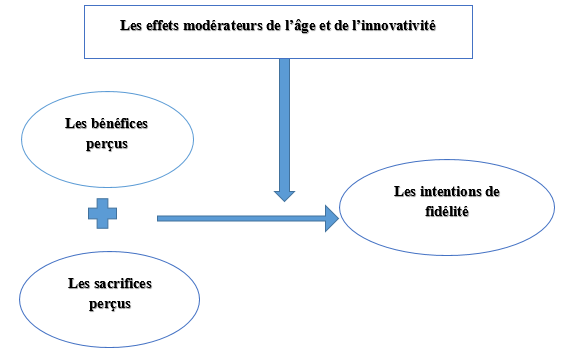 Les effets modérateurs de l’âge et de l’innovativité
Les bénéfices
perçus
Les intentions de
fidélité
Les sacrifices
perçus